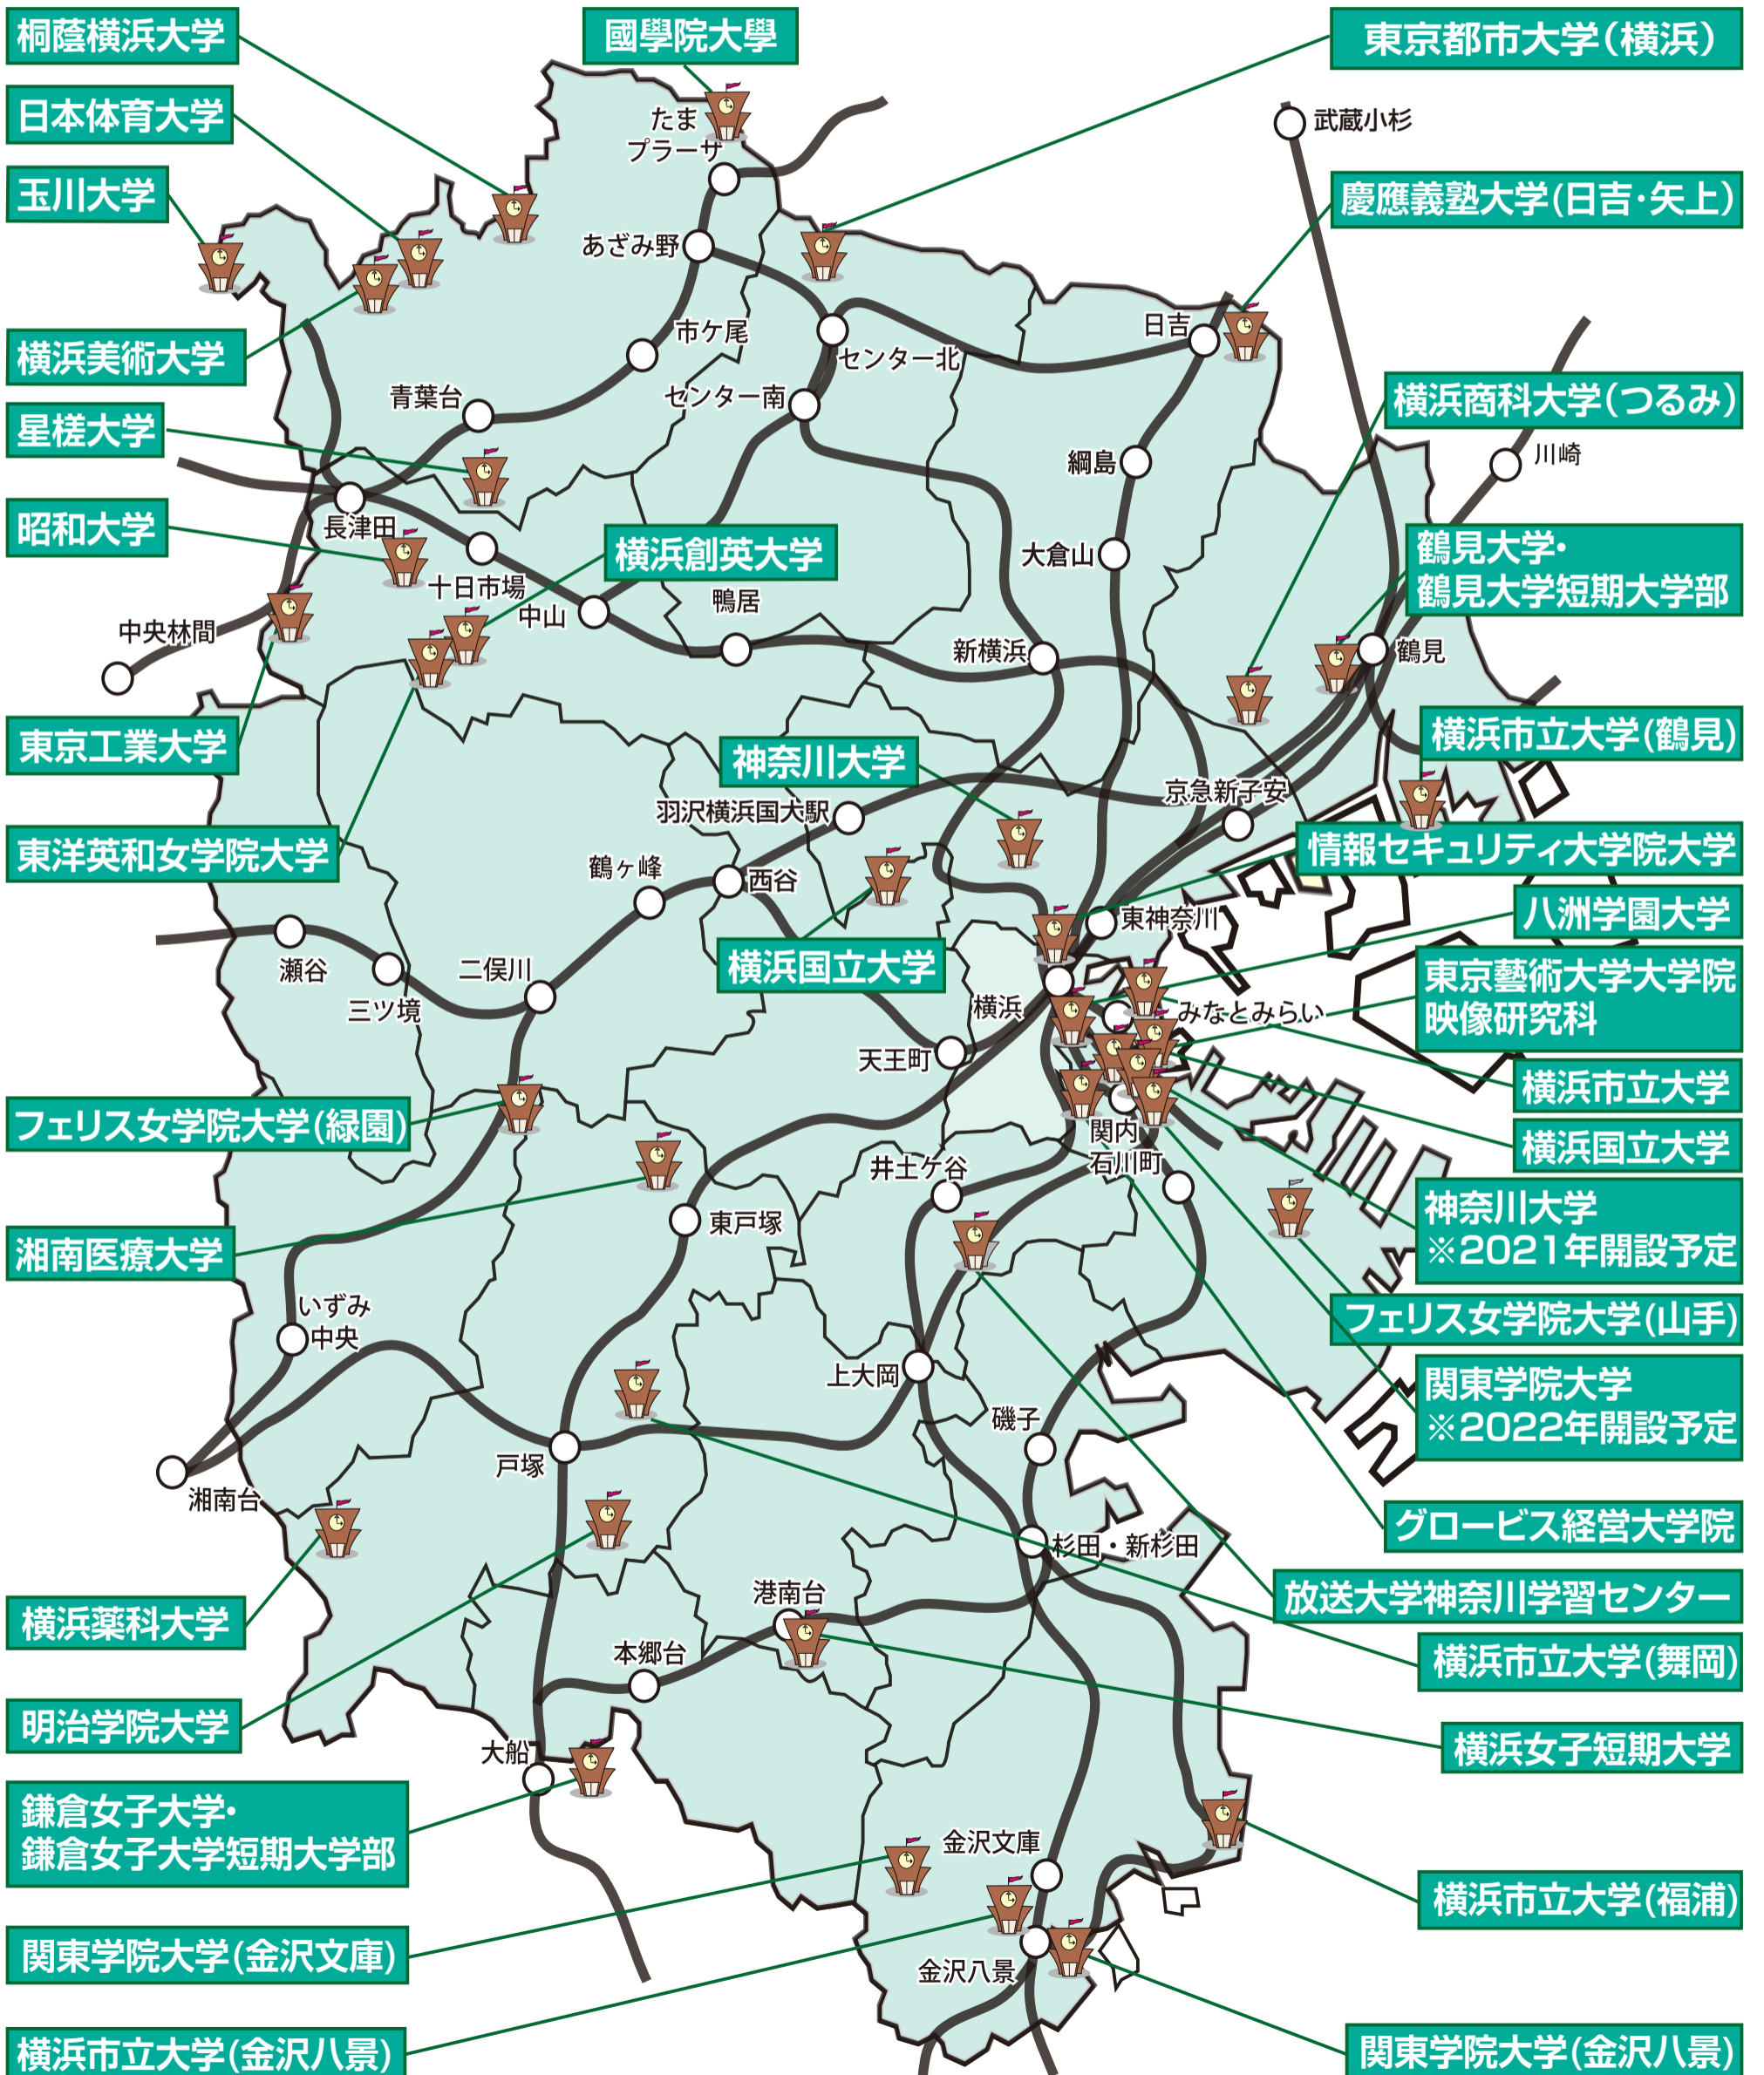 桐蔭横浜大学
國學院大學
東京都市大学（横浜）
日本体育大学
玉川大学
たま
プラーザ
武蔵小杉
慶應義塾大学(日吉・矢上）
あざみ野
日吉
市ケ尾
センター北
横浜美術大学
青葉台
センター南
横浜商科大学（つるみ）
星槎大学
綱島
川崎
昭和大学
長津田
横浜創英大学
大倉山
鶴見大学・
鶴見大学短期大学部
十日市場
中山
鴨居
中央林間
新横浜
鶴見
東京工業大学
神奈川大学
横浜市立大学(鶴見)
羽沢横浜国大駅
京急新子安
東洋英和女学院大学
情報セキュリティ大学院大学
鶴ヶ峰
西谷
東神奈川
八洲学園大学
瀬谷
三ツ境
二俣川
横浜国立大学
横浜
みなとみらい
東京藝術大学大学院
映像研究科
天王町
横浜市立大学
フェリス女学院大学(緑園)
関内
石川町
横浜国立大学
井土ケ谷
東戸塚
神奈川大学
※2021年開設予定
湘南医療大学
いずみ
中央
フェリス女学院大学(山手)
上大岡
関東学院大学
※2022年開設予定
磯子
戸塚
湘南台
グロービス経営大学院
杉田・新杉田
放送大学神奈川学習センター
横浜薬科大学
港南台
本郷台
横浜市立大学(舞岡)
明治学院大学
大船
横浜女子短期大学
鎌倉女子大学・
鎌倉女子大学短期大学部
金沢文庫
横浜市立大学(福浦)
関東学院大学(金沢文庫)
金沢八景
横浜市立大学(金沢八景)
関東学院大学(金沢八景)